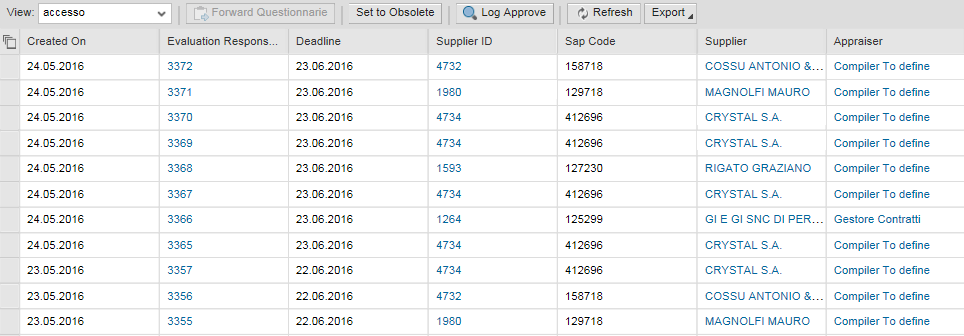 View: accesso Forward Questionnarie Set to Obsolete Log Approve Refresh Export
Created On Evaluation Respons... Deadline Supplier ID Sap Code Supplier Appraiser
24.05.2016 3372 23.06.2016 4732 158718 COSSU ANTONIO &... Compiler To define
24.05.2016 3371 23.06.2016 1980 129718 MAGNOLFI MAURO Compiler To define
24.05.2016 3370 23.06.2016 4734 412696 CRYSTAL S.A. Compiler To define
24.05.2016 3369 23.06.2016 4734 412696 CRYSTAL S.A. Compiler To define
24.05.2016 3368 23.06.2016 1593 127230 RIGATO GRAZIANO Compiler To define
24.05.2016 3367 23.06.2016 4734 412696 CRYSTAL S.A. Compiler To define
24.05.2016 3366 23.06.2016 1264 125299 GI E GI SNC DI PER... Gestore Contratti
24.05.2016 3365 23.06.2016 4734 412696 CRYSTAL S.A. Compiler To define
23.05.2016 3357 22.06.2016 4734 412696 CRYSTAL S.A. Compiler To define
23.05.2016 3356 22.06.2016 4732 158718 COSSU ANTONIO &... Compiler To define
23.05.2016 3355 22.06.2016 1980 129718 MAGNOLFI MAURO Compiler To define